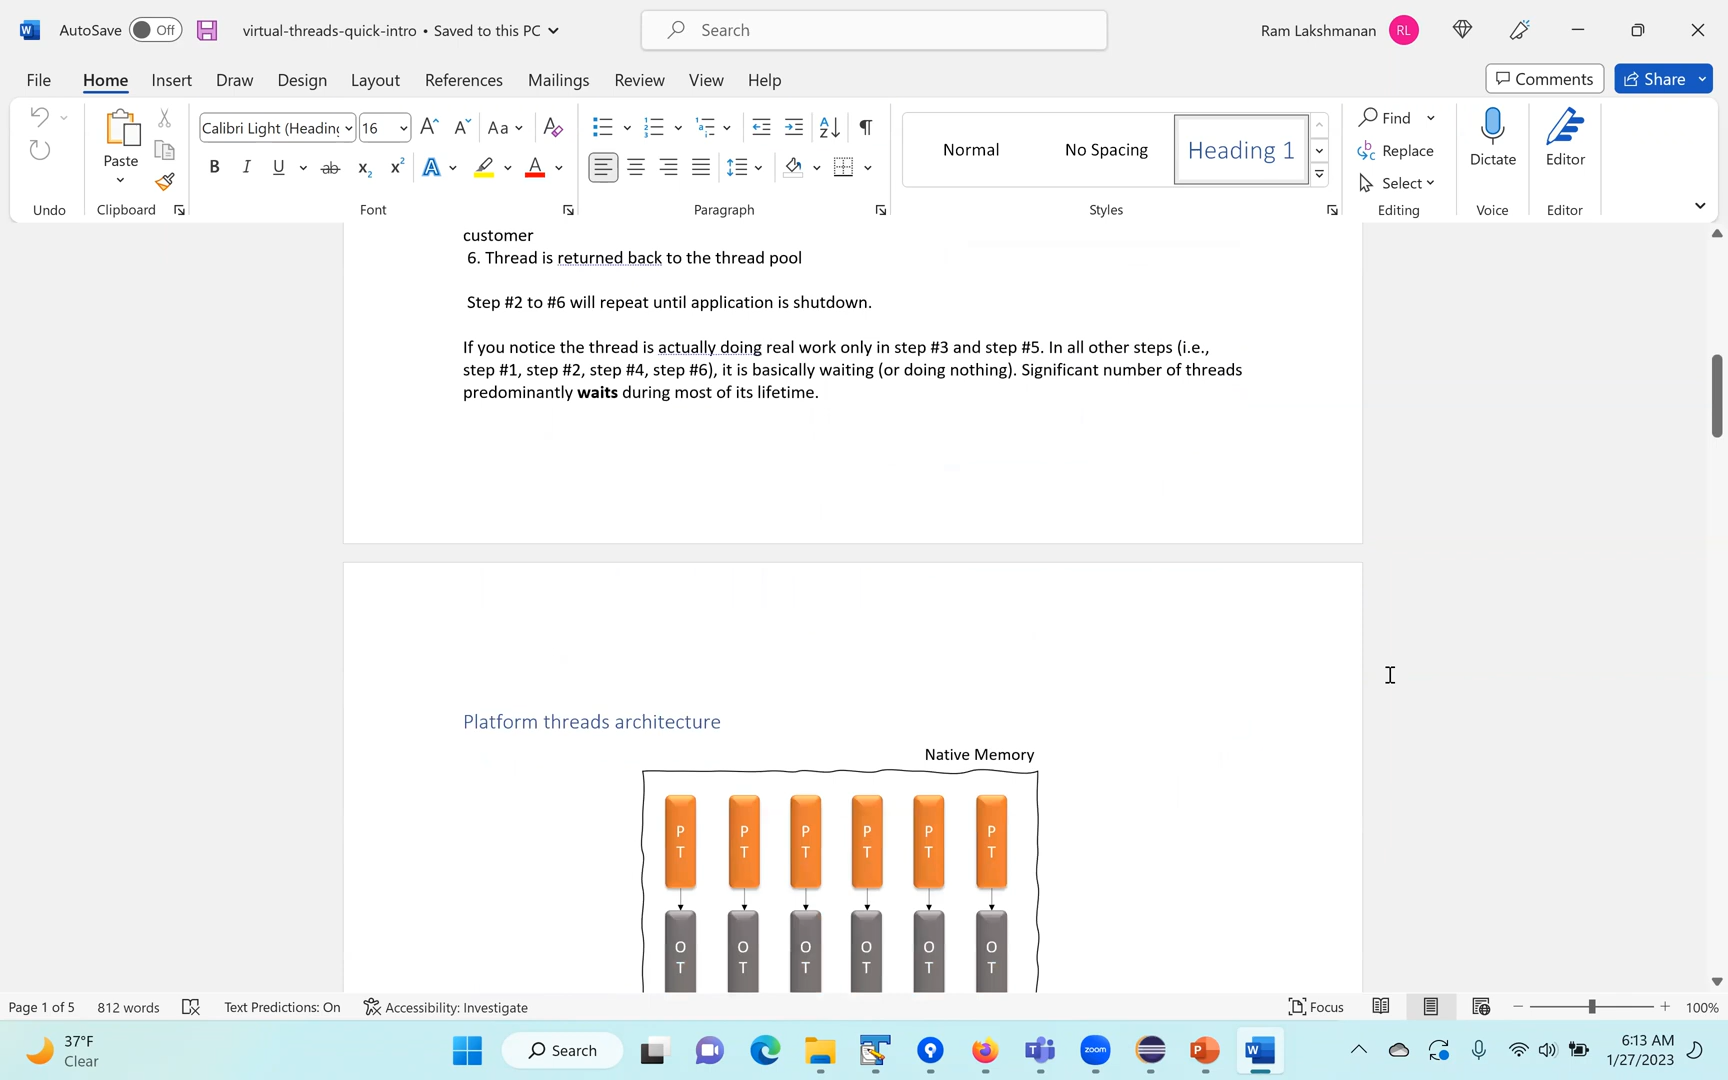 AutoSave Off virtual-threads-quick-intro • Saved to this PC Search Ram Lakshmanan RL
File Home Insert Draw Design Layout References Mailings Review View Help Comments Share
Calibri Light (Heading 16 Aa
Paste B I U ab x₂ x² A A
Normal No Spacing Heading 1
Find
Replace
Select
Dictate Editor
Undo Clipboard Font Paragraph Styles Editing Voice Editor
customer
6. Thread is returned back to the thread pool
Step #2 to #6 will repeat until application is shutdown.
If you notice the thread is actually doing real work only in step #3 and step #5. In all other steps (i.e.,
step #1, step #2, step #4, step #6), it is basically waiting (or doing nothing). Significant number of threads
predominantly waits during most of its lifetime.
Platform threads architecture
Native Memory
P P P P P P
T T T T T T
O O O O O O
T T T T T T
Page 1 of 5 812 words Text Predictions: On Accessibility: Investigate Focus 100%
37°F
Clear
Search
zoom
6:13 AM
1/27/2023